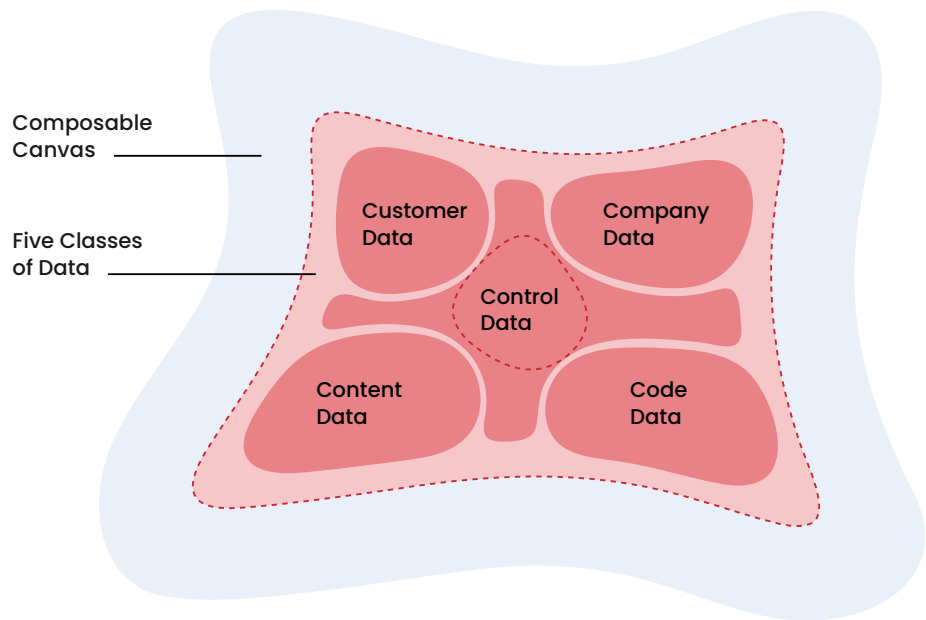 Composable
Canvas
Five Classes
of Data
Customer
Data
Company
Data
Control
Data
Content
Data
Code
Data